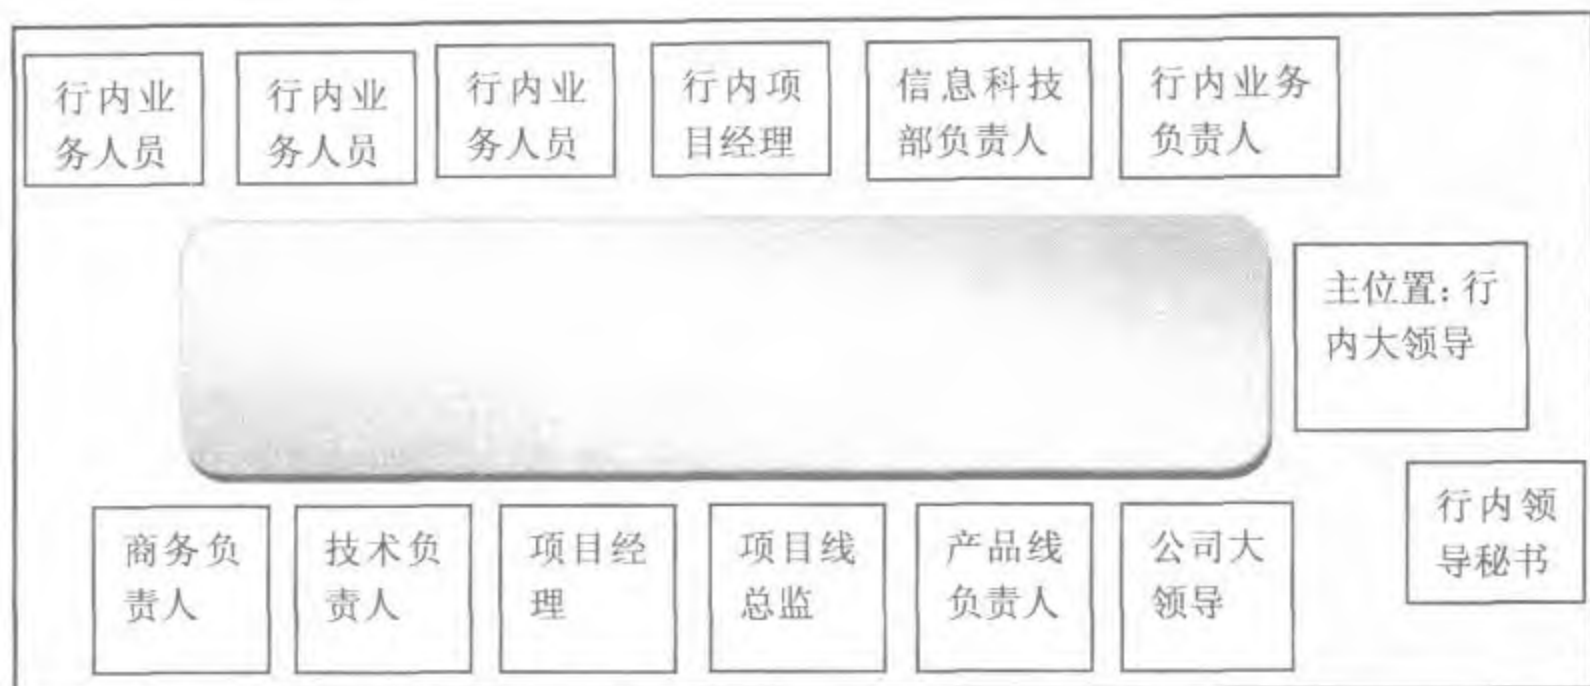 行内业
务人员
行内业
务人员
行内业
务人员
行内项
目经理
信息科技
部负责人
行内业务
负责人
主位置:行
内大领导
行内领
导秘书
商务负
责人
技术负
责人
项目经
理
项目线
总监
产品线
负责人
公司大
领导